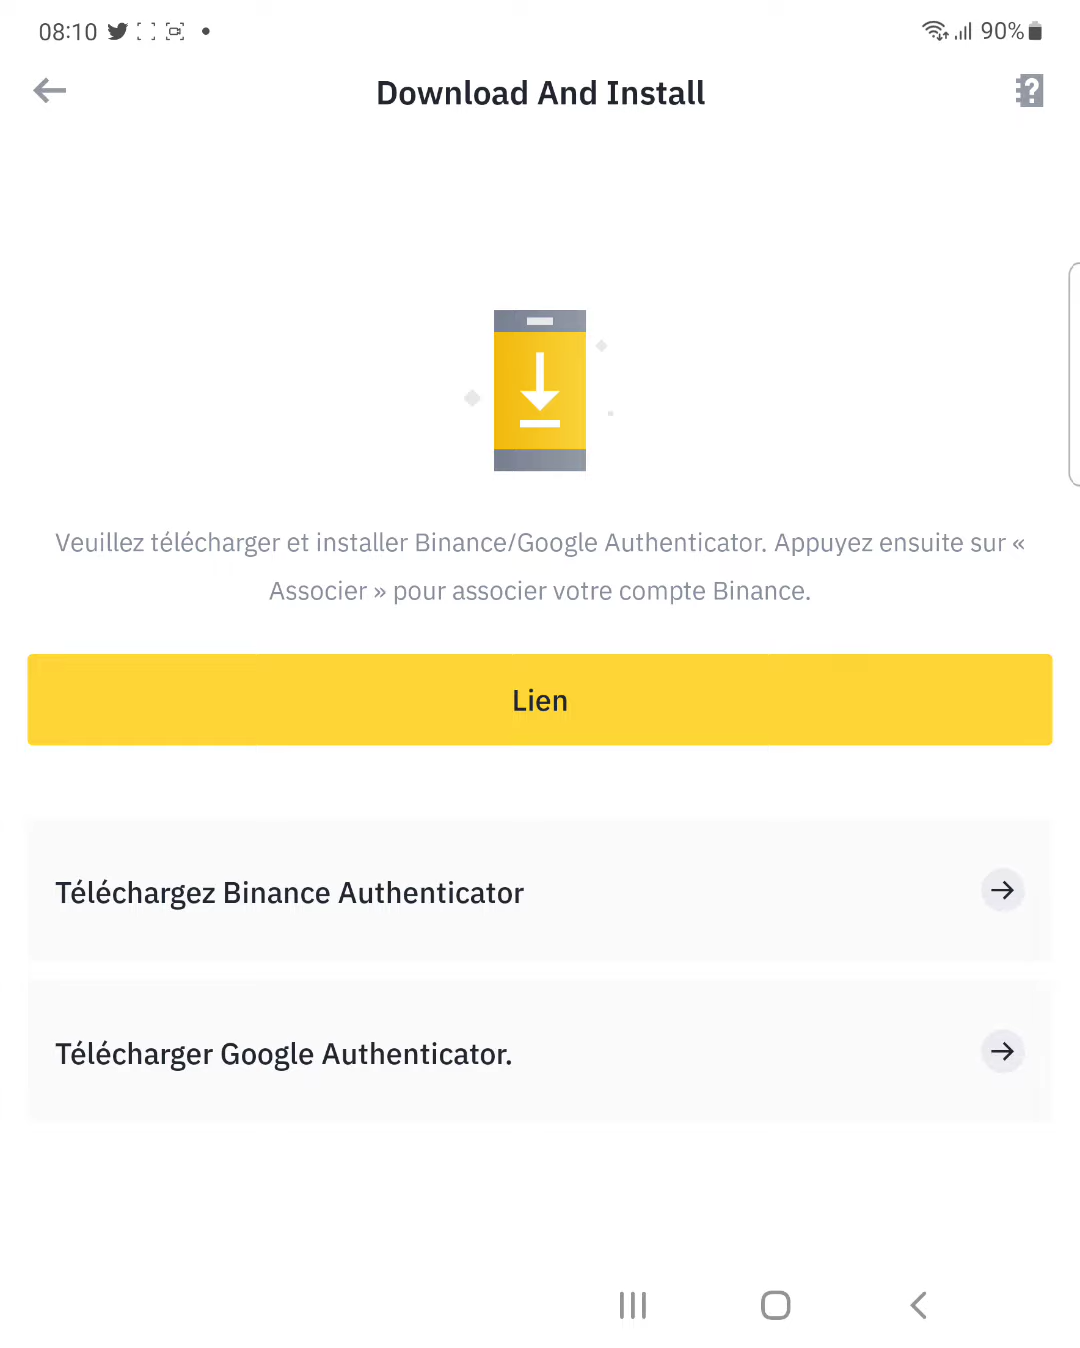 08:10
90%
Download And Install
Veuillez télécharger et installer Binance/Google Authenticator. Appuyez ensuite sur «
Associer » pour associer votre compte Binance.
Lien
Téléchargez Binance Authenticator
Télécharger Google Authenticator.